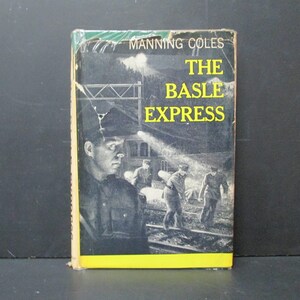 MANNING COLES
THE
BASLE
EXPRESS